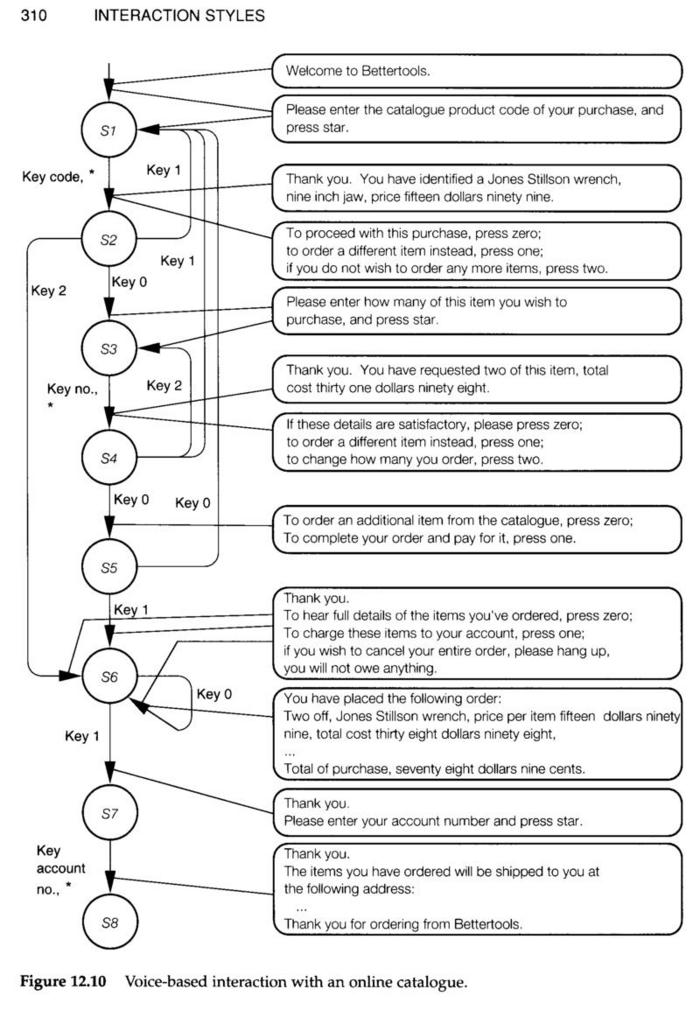 310 INTERACTION STYLES
Welcome to Bettertools.
Please enter the catalogue product code of your purchase, and
press star.
S1
Key code, *
Key 1
Thank you. You have identified a Jones Stillson wrench,
nine inch jaw, price fifteen dollars ninety nine.
S2
To proceed with this purchase, press zero;
to order a different item instead, press one;
if you do not wish to order any more items, press two.
Key 1
Key 2
Key 0
Please enter how many of this item you wish to
purchase, and press star.
S3
Key no.,
*
Key 2
Thank you. You have requested two of this item, total
cost thirty one dollars ninety eight.
If these details are satisfactory, please press zero;
to order a different item instead, press one;
to change how many you order, press two.
S4
Key 0
Key 0
To order an additional item from the catalogue, press zero;
To complete your order and pay for it, press one.
S5
Key 1
Thank you.
To hear full details of the items you've ordered, press zero;
To charge these items to your account, press one;
if you wish to cancel your entire order, please hang up,
you will not owe anything.
S6
Key 0
You have placed the following order:
Two off, Jones Stillson wrench, price per item fifteen dollars ninety
nine, total cost thirty eight dollars ninety eight,
...
Total of purchase, seventy eight dollars nine cents.
Key 1
Thank you.
Please enter your account number and press star.
S7
Key
account
no., *
Thank you.
The items you have ordered will be shipped to you at
the following address:
...
Thank you for ordering from Bettertools.
S8
Figure 12.10 Voice-based interaction with an online catalogue.